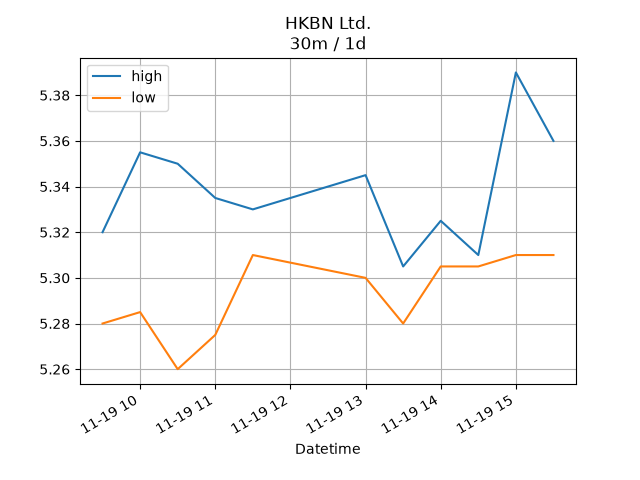 HKBN Ltd.
30m / 1d
high
low
5.38
5.36
5.34
5.32
5.30
5.28
5.26
11-19 10
11-19 11
11-19 12
11-19 13
11-19 14
11-19 15
Datetime